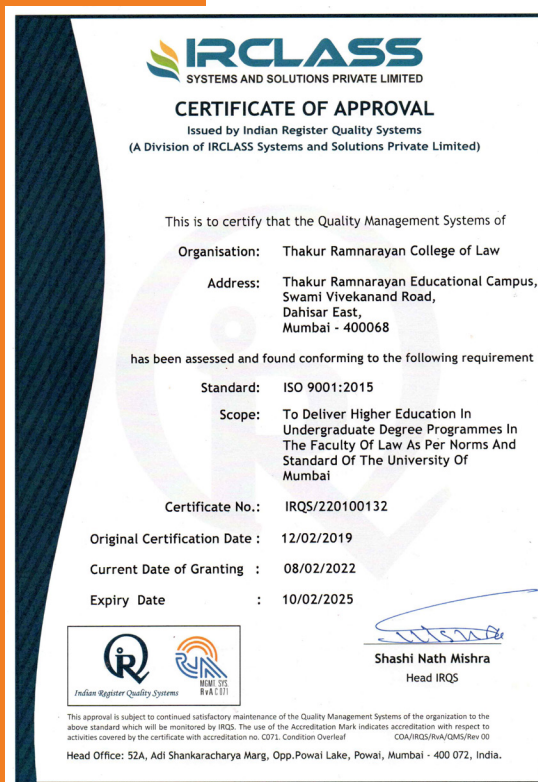 IRCLASS
SYSTEMS AND SOLUTIONS PRIVATE LIMITED
CERTIFICATE OF APPROVAL
Issued by Indian Register Quality Systems
(A Division of IRCLASS Systems and Solutions Private Limited)
This is to certify that the Quality Management Systems of
Organisation: Thakur Ramnarayan College of Law
Address: Thakur Ramnarayan Educational Campus,
Swami Vivekanand Road,
Dahisar East,
Mumbai - 400068
has been assessed and found conforming to the following requirement
Standard: ISO 9001:2015
Scope: To Deliver Higher Education In
Undergraduate Degree Programmes In
The Faculty Of Law As Per Norms And
Standard Of The University Of
Mumbai
Certificate No.: IRQS/220100132
Original Certification Date : 12/02/2019
Current Date of Granting : 08/02/2022
Expiry Date : 10/02/2025
IR
Indian Register Quality Systems
RvA
MGMT. SYS.
RvA C 071
Shashi Nath Mishra
Head IRQS
This approval is subject to continued satisfactory maintenance of the Quality Management Systems of the organization to the
above standard which will be monitored by IRQS. The use of the Accreditation Mark indicates accreditation with respect to
activities covered by the certificate with accreditation no. C071. Condition Overleaf COA/IRQS/RvA/QMS/Rev 00
Head Office: 52A, Adi Shankaracharya Marg, Opp.Powai Lake, Powai, Mumbai - 400 072, India.